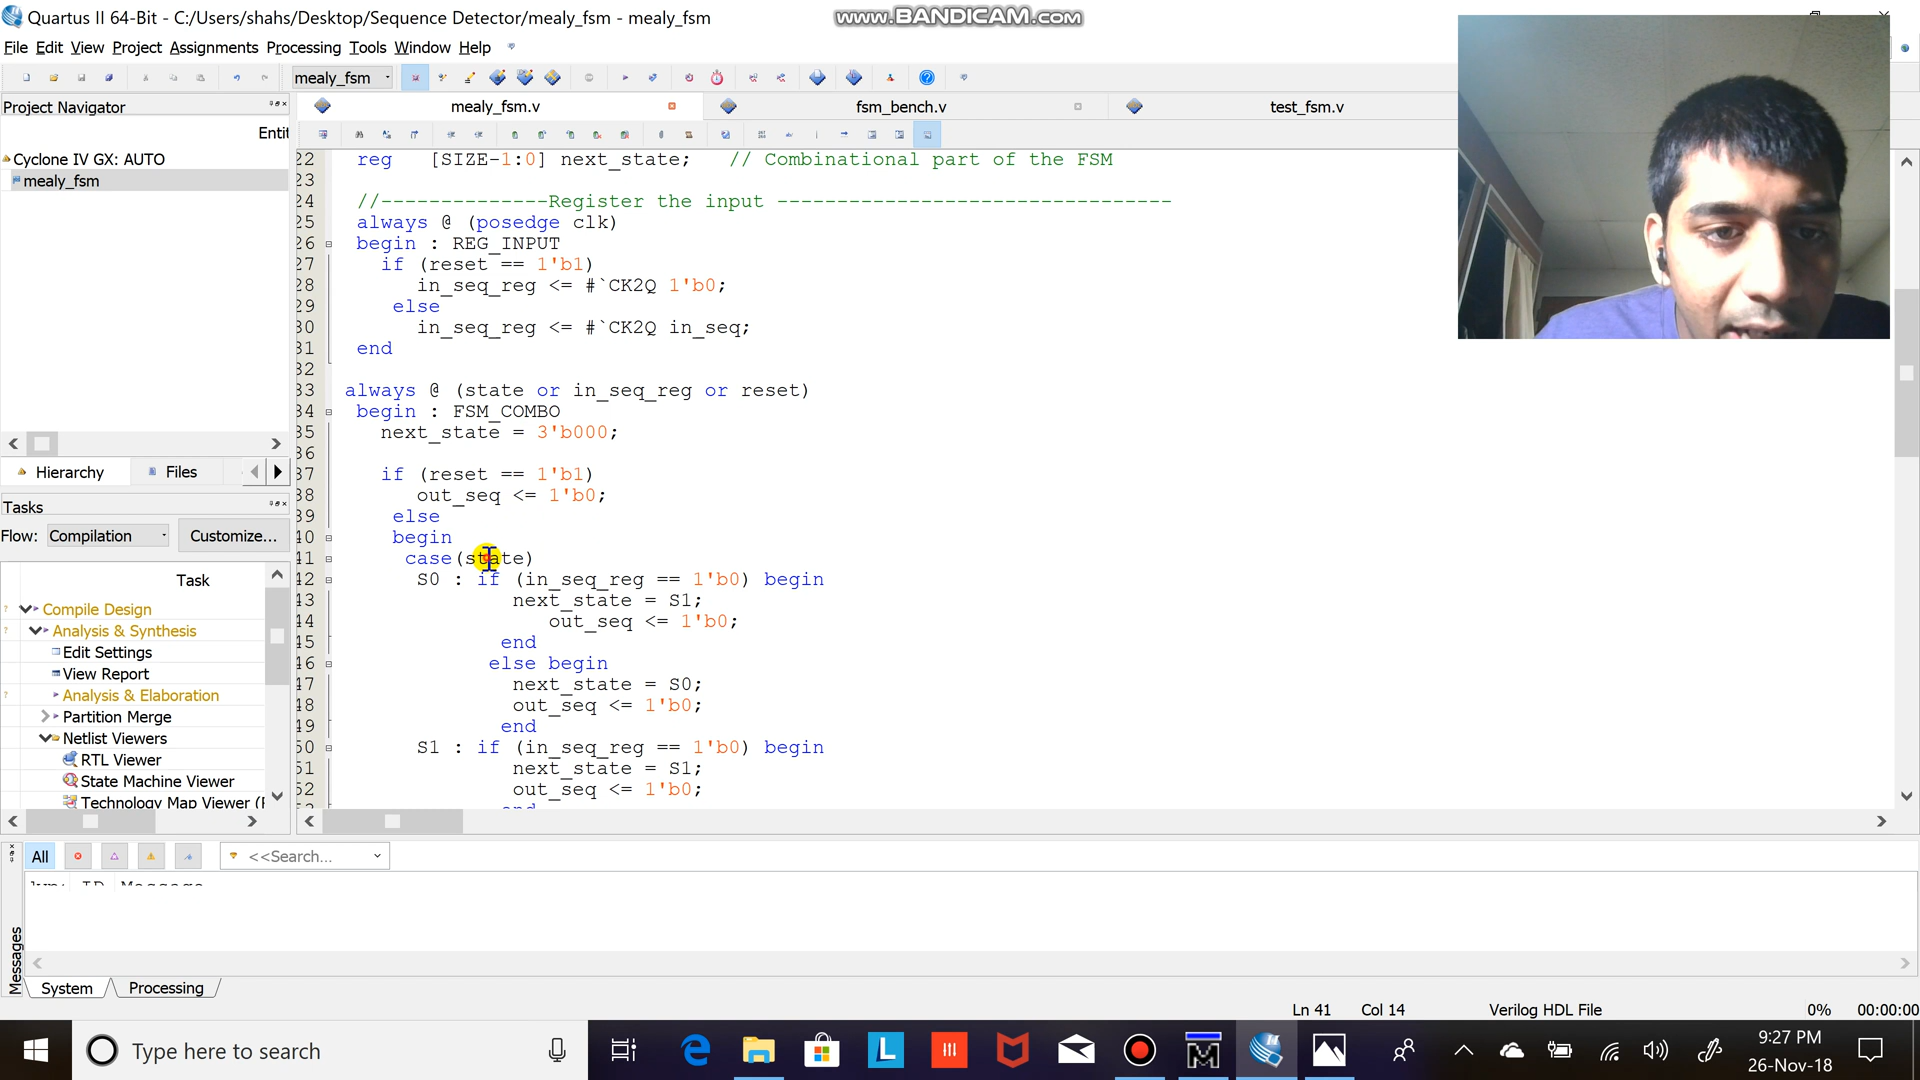 Quartus II 64-Bit - C:/Users/shahs/Desktop/Sequence Detector/mealy_fsm - mealy_fsm
www.BANDICAM.com
File Edit View Project Assignments Processing Tools Window Help
mealy_fsm
Project Navigator
mealy_fsm.v
fsm_bench.v
test_fsm.v
Entit
Cyclone IV GX: AUTO
mealy_fsm
Hierarchy
Files
Tasks
Flow: Compilation
Customize...
Task
Compile Design
Analysis & Synthesis
Edit Settings
View Report
Analysis & Elaboration
Partition Merge
Netlist Viewers
RTL Viewer
State Machine Viewer
Technology Map Viewer (F
22 reg [SIZE-1:0] next_state; // Combinational part of the FSM
23
24 //--------------Register the input ---------------------------------
25 always @ (posedge clk)
26 begin : REG_INPUT
27 if (reset == 1'b1)
28 in_seq_reg <= #`CK2Q 1'b0;
29 else
30 in_seq_reg <= #`CK2Q in_seq;
31 end
32
33 always @ (state or in_seq_reg or reset)
34 begin : FSM_COMBO
35 next_state = 3'b000;
36
37 if (reset == 1'b1)
38 out_seq <= 1'b0;
39 else
40 begin
41 case(state)
42 S0 : if (in_seq_reg == 1'b0) begin
43 next_state = S1;
44 out_seq <= 1'b0;
45 end
46 else begin
47 next_state = S0;
48 out_seq <= 1'b0;
49 end
50 S1 : if (in_seq_reg == 1'b0) begin
51 next_state = S1;
52 out_seq <= 1'b0;
All
<<Search...
ID Message
Messages
System
Processing
Ln 41
Col 14
Verilog HDL File
0%
00:00:00
Type here to search
9:27 PM
26-Nov-18